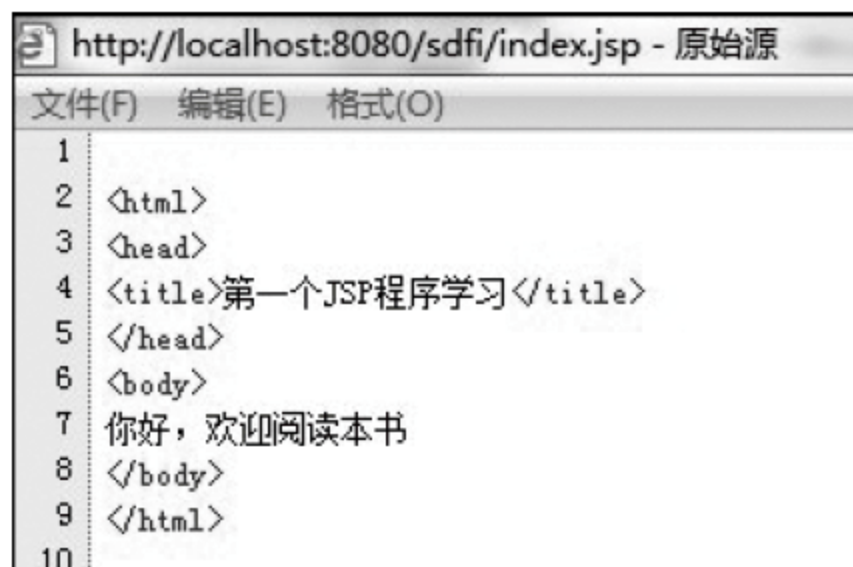 http://localhost:8080/sdfi/index.jsp - 原始源
文件(F) 编辑(E) 格式(O)
1
2 <html>
3 <head>
4 <title>第一个JSP程序学习</title>
5 </head>
6 <body>
7 你好，欢迎阅读本书
8 </body>
9 </html>
10